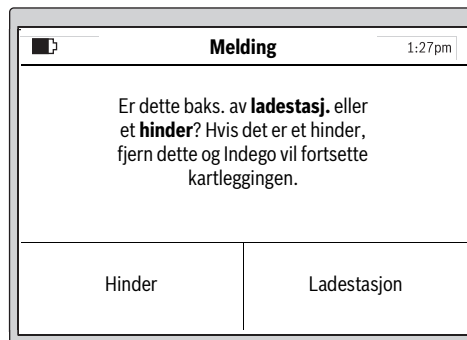 Melding 1:27pm
Er dette baks. av ladestasj. eller
et hinder? Hvis det er et hinder,
fjern dette og Indego vil fortsette
kartleggingen.
Hinder Ladestasjon